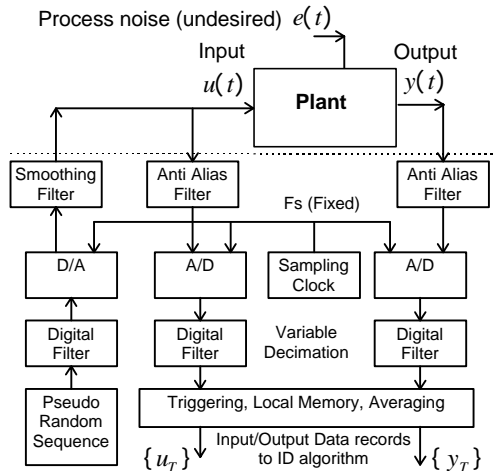 Process noise (undesired) e(t)
Input Output
u(t) y(t)
Plant
Smoothing
Filter
Anti Alias
Filter
Anti Alias
Filter
Fs (Fixed)
D/A
A/D
Sampling
Clock
A/D
Digital
Filter
Digital
Filter
Variable
Decimation
Digital
Filter
Pseudo
Random
Sequence
Triggering, Local Memory, Averaging
Input/Output Data records
to ID algorithm
{u_T} {y_T}